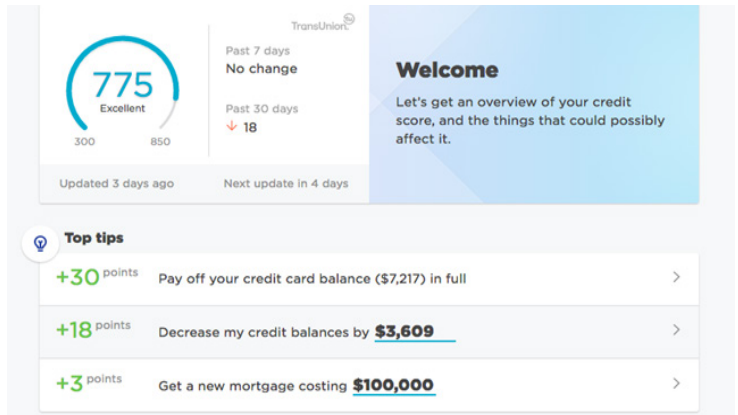 TransUnion
775
Excellent
300
850
Past 7 days
No change
Past 30 days
↓ 18
Updated 3 days ago
Next update in 4 days
Welcome
Let's get an overview of your credit
score, and the things that could possibly
affect it.
Top tips
+30 points Pay off your credit card balance ($7,217) in full
+18 points Decrease my credit balances by $3,609
+3 points Get a new mortgage costing $100,000